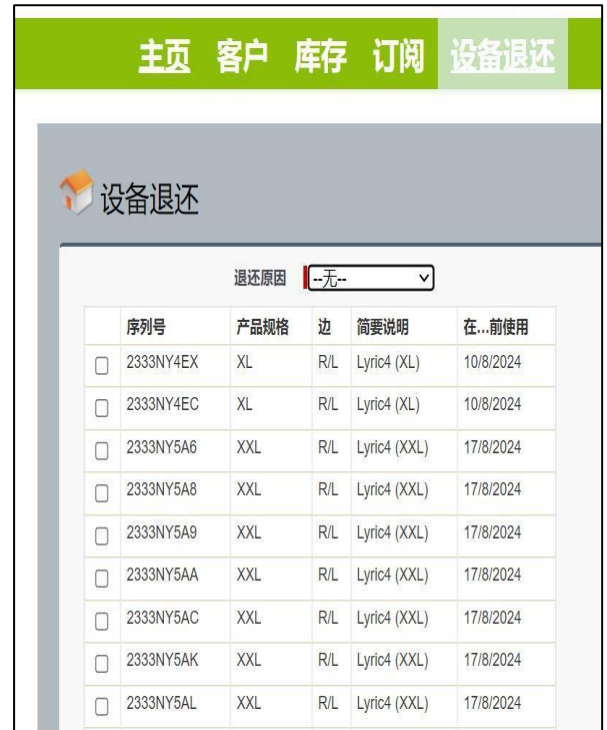 主页 客户 库存 订阅 设备退还
设备退还
退还原因 --无--
序列号 产品规格 边 简要说明 在...前使用
2333NY4EX XL R/L Lyric4 (XL) 10/8/2024
2333NY4EC XL R/L Lyric4 (XL) 10/8/2024
2333NY5A6 XXL R/L Lyric4 (XXL) 17/8/2024
2333NY5A8 XXL R/L Lyric4 (XXL) 17/8/2024
2333NY5A9 XXL R/L Lyric4 (XXL) 17/8/2024
2333NY5AA XXL R/L Lyric4 (XXL) 17/8/2024
2333NY5AC XXL R/L Lyric4 (XXL) 17/8/2024
2333NY5AK XXL R/L Lyric4 (XXL) 17/8/2024
2333NY5AL XXL R/L Lyric4 (XXL) 17/8/2024